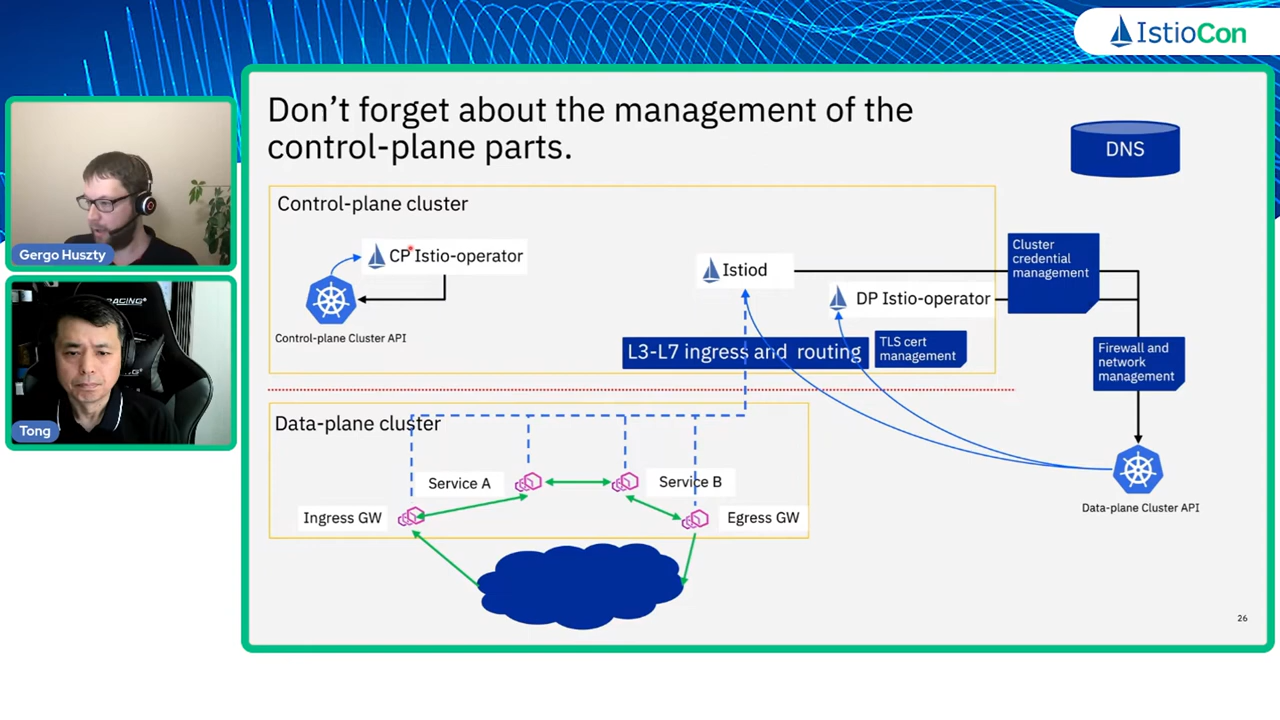 IstioCon
Don't forget about the management of the
control-plane parts.
DNS
Control-plane cluster
CP Istio-operator
Control-plane Cluster API
Istiod
DP Istio-operator
Cluster
credential
management
L3-L7 ingress and routing
TLS cert
management
Firewall and
network
management
Data-plane cluster
Service A
Service B
Ingress GW
Egress GW
Data-plane Cluster API
26
Gergo Huszty
RACING
Tong